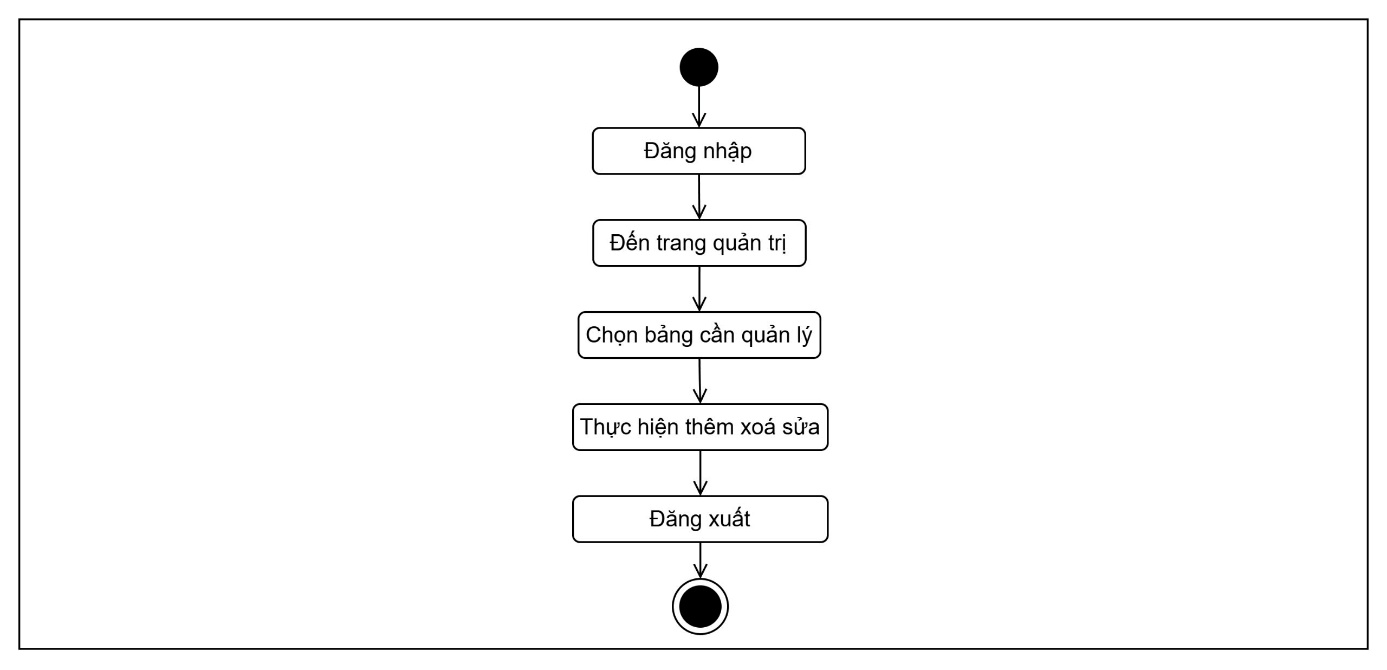 Đăng nhập
Đến trang quản trị
Chọn bảng cần quản lý
Thực hiện thêm xoá sửa
Đăng xuất